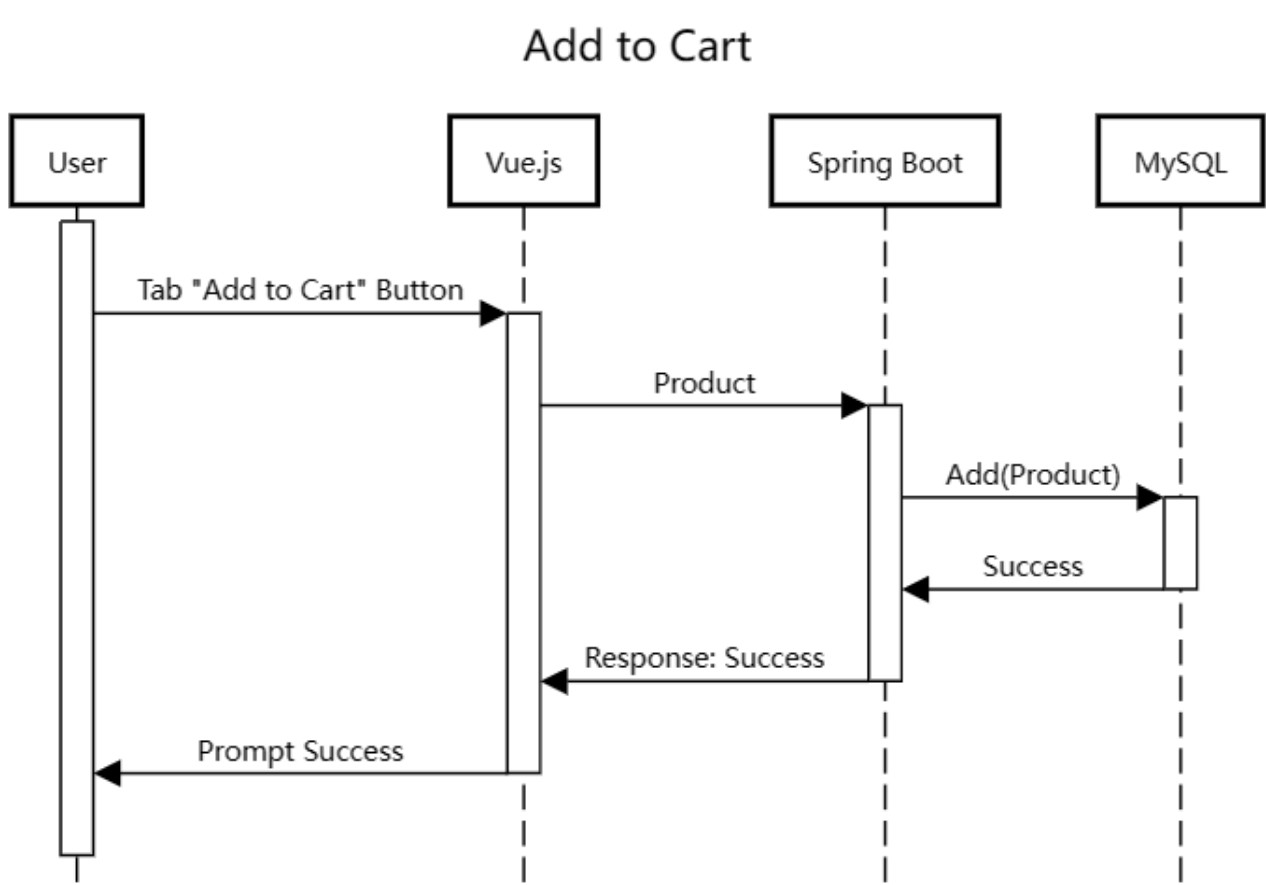 Add to Cart
User
Vue.js
Spring Boot
MySQL
Tab "Add to Cart" Button
Product
Add(Product)
Success
Response: Success
Prompt Success